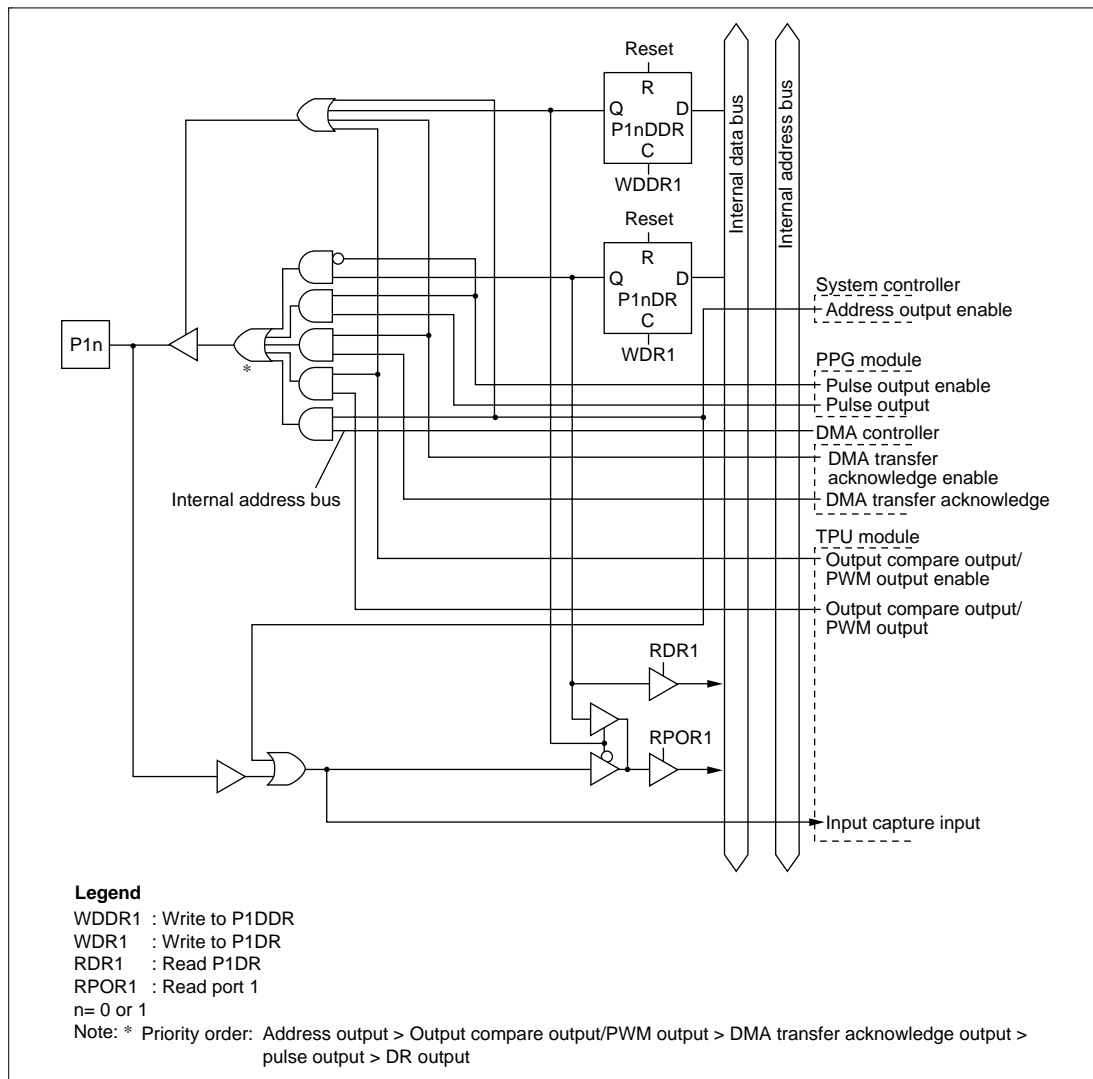 Reset
R
Q D
P1nDDR
C
WDDR1
Internal data bus
Internal address bus
Reset
R
Q D
P1nDR
C
WDR1
System controller
Address output enable
P1n
*
PPG module
Pulse output enable
Pulse output
DMA controller
DMA transfer
acknowledge enable
DMA transfer acknowledge
Internal address bus
TPU module
Output compare output/
PWM output enable
Output compare output/
PWM output
RDR1
RPOR1
Input capture input
Legend
WDDR1 : Write to P1DDR
WDR1 : Write to P1DR
RDR1 : Read P1DR
RPOR1 : Read port 1
n= 0 or 1
Note: * Priority order: Address output > Output compare output/PWM output > DMA transfer acknowledge output >
pulse output > DR output